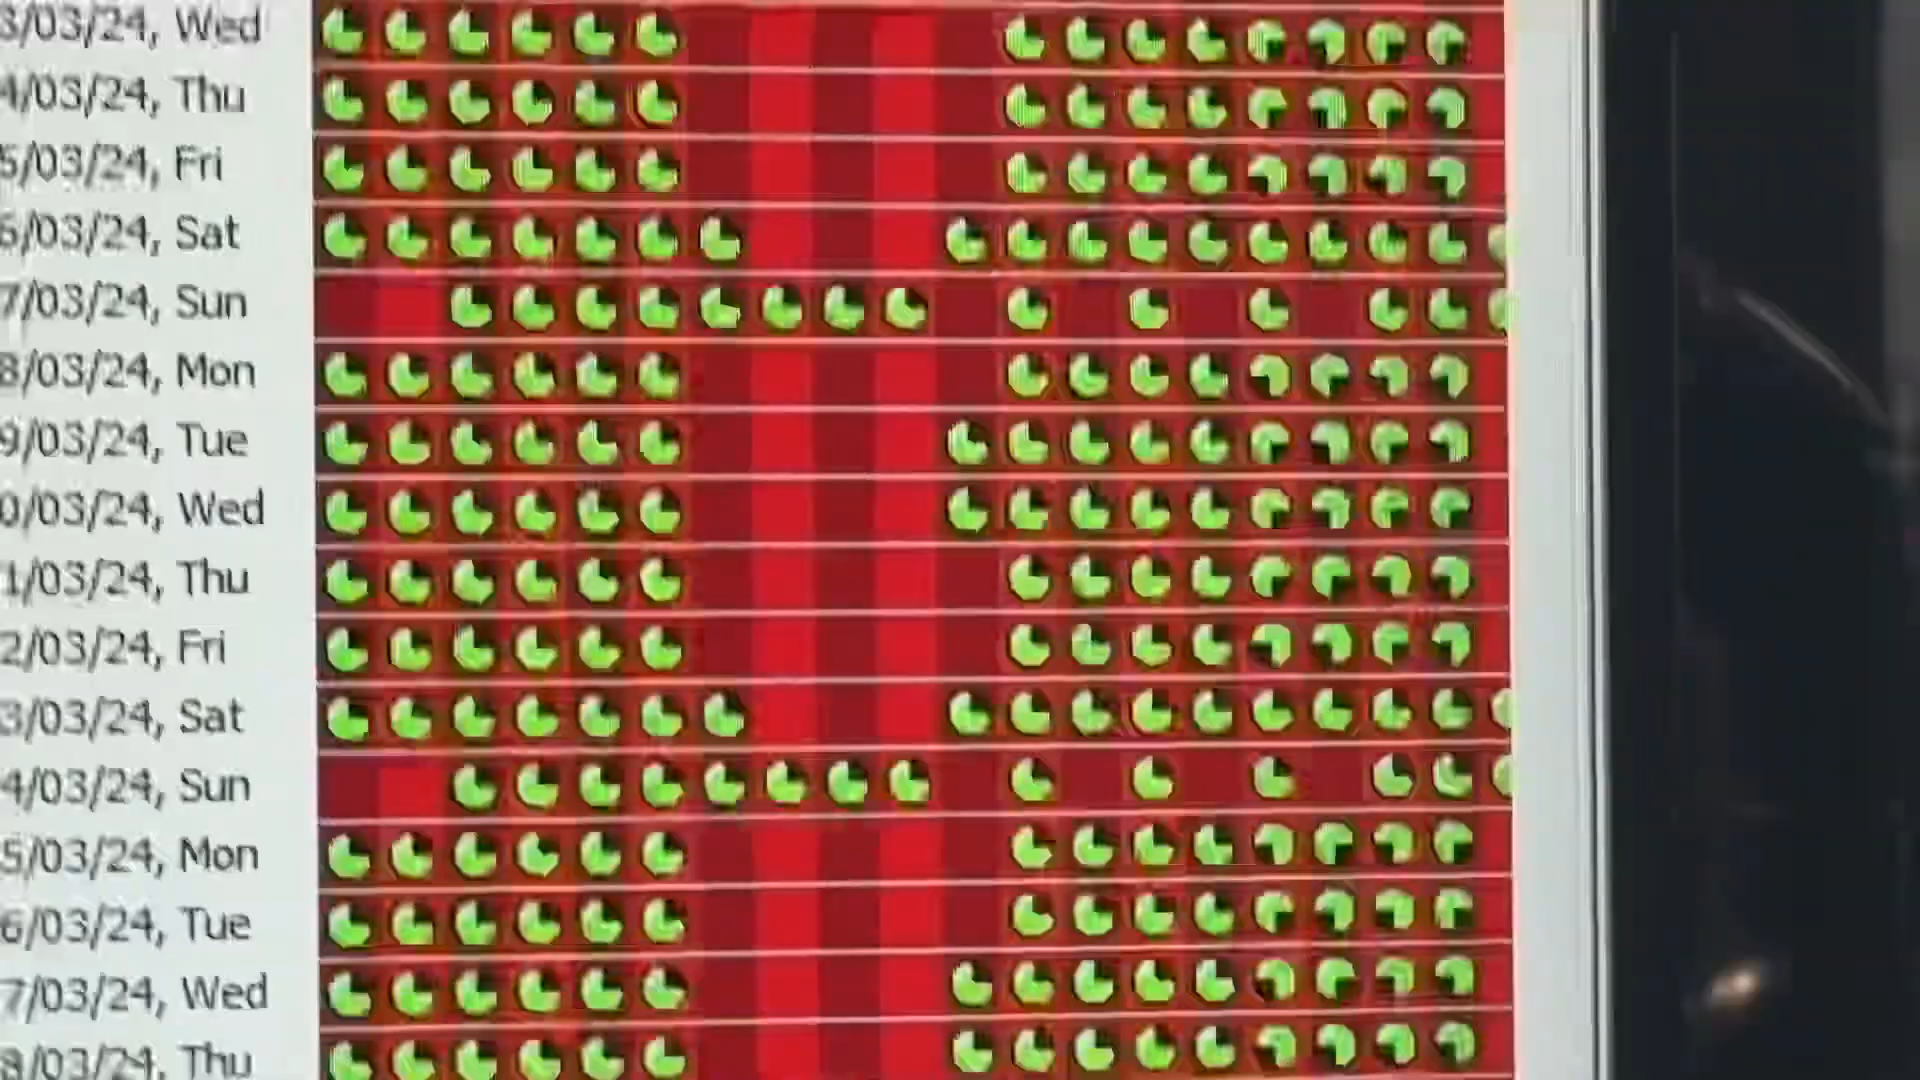 3/03/24, Wed
4/03/24, Thu
5/03/24, Fri
6/03/24, Sat
7/03/24, Sun
8/03/24, Mon
9/03/24, Tue
0/03/24, Wed
1/03/24, Thu
2/03/24, Fri
3/03/24, Sat
4/03/24, Sun
5/03/24, Mon
6/03/24, Tue
7/03/24, Wed
8/03/24, Thu